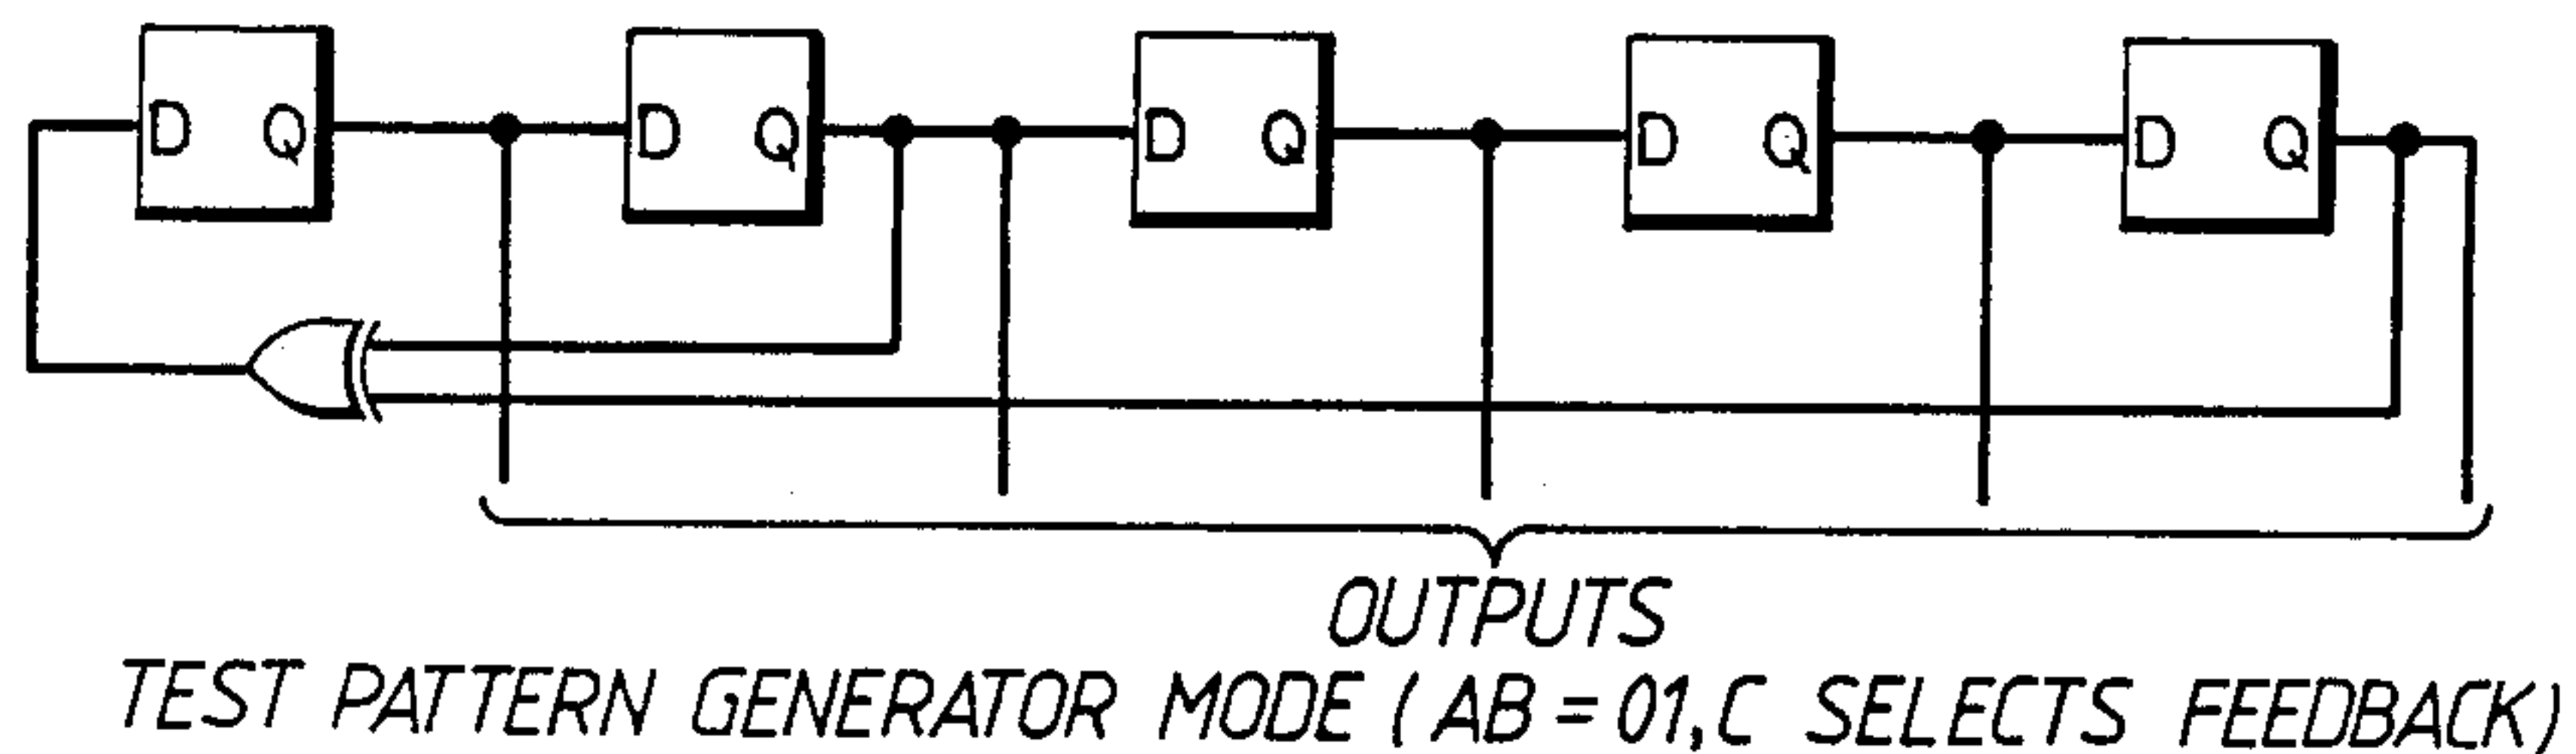 D Q D Q D Q D Q D Q
OUTPUTS
TEST PATTERN GENERATOR MODE (AB = 01, C SELECTS FEEDBACK)